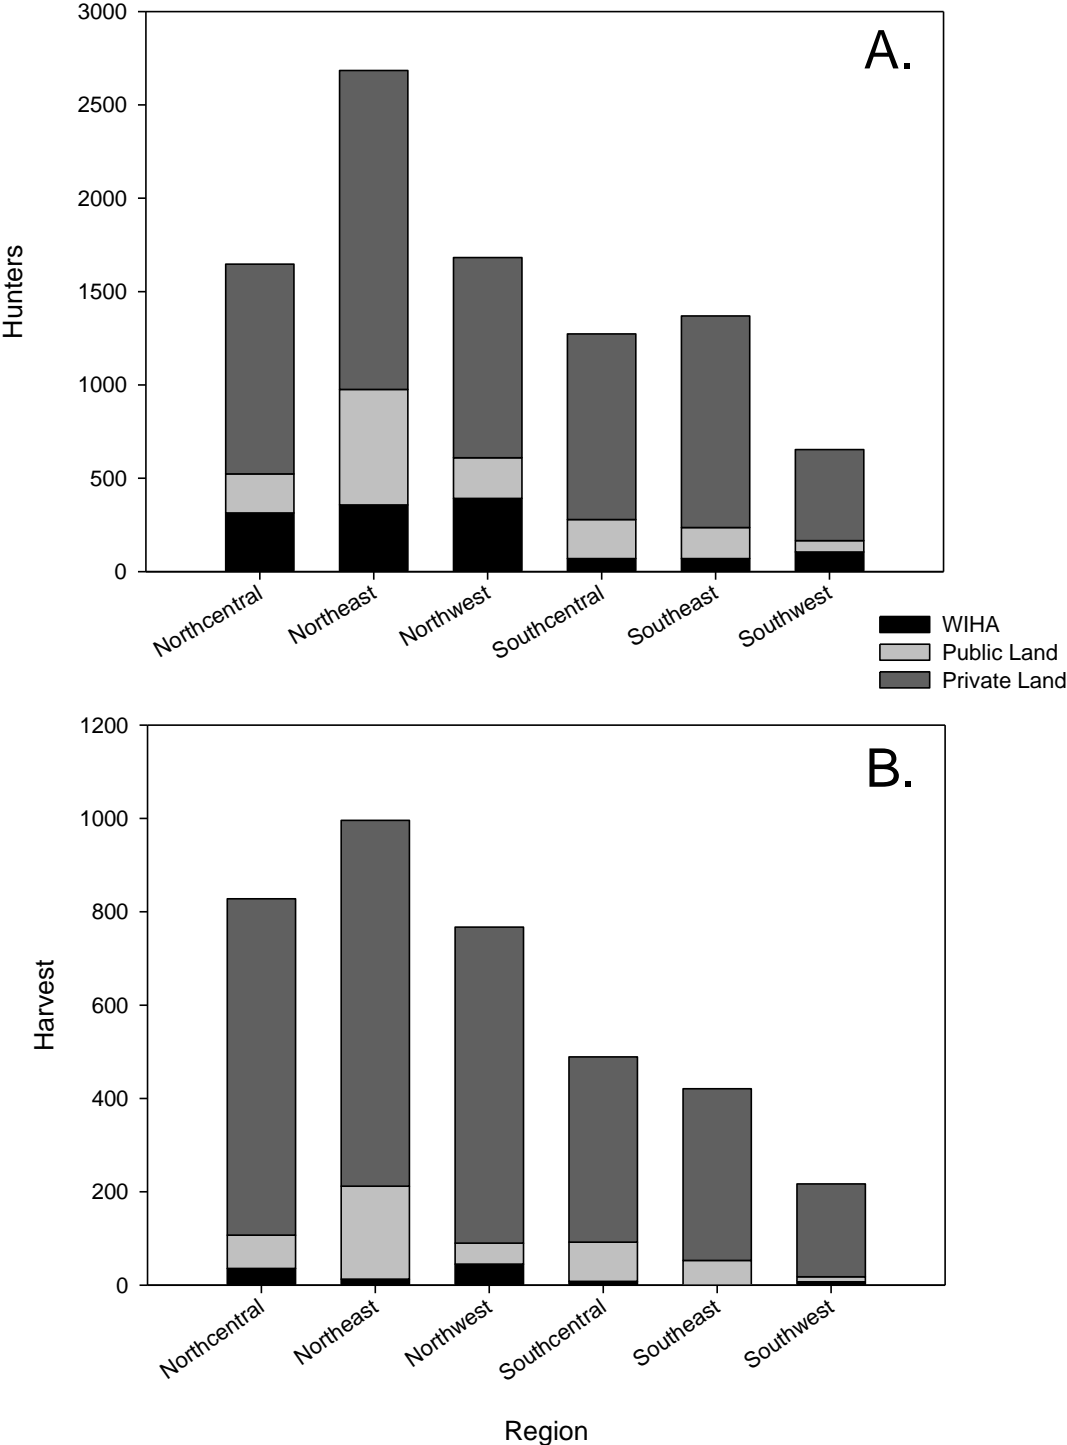 A.
3000
2500
2000
1500
1000
500
0
Hunters
Northcentral
Northeast
Northwest
Southcentral
Southeast
Southwest
WIHA
Public Land
Private Land
B.
1200
1000
800
600
400
200
0
Harvest
Northcentral
Northeast
Northwest
Southcentral
Southeast
Southwest
Region